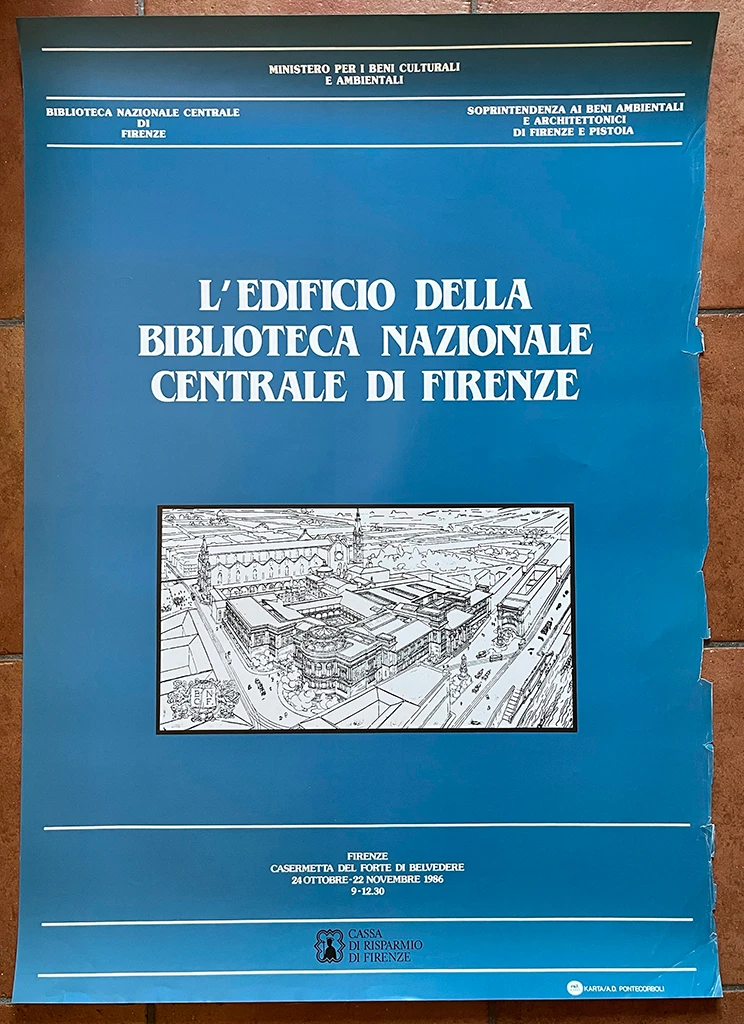 MINISTERO PER I BENI CULTURALI
E AMBIENTALI
BIBLIOTECA NAZIONALE CENTRALE
DI
FIRENZE
SOPRINTENDENZA AI BENI AMBIENTALI
E ARCHITETTONICI
DI FIRENZE E PISTOIA
L'EDIFICIO DELLA
BIBLIOTECA NAZIONALE
CENTRALE DI FIRENZE
FIRENZE
CASERMETTA DEL FORTE DI BELVEDERE
24 OTTOBRE-22 NOVEMBRE 1986
9-12.30
CASSA
DI RISPARMIO
DI FIRENZE
KARTA/A.D. PONTECORBOLI